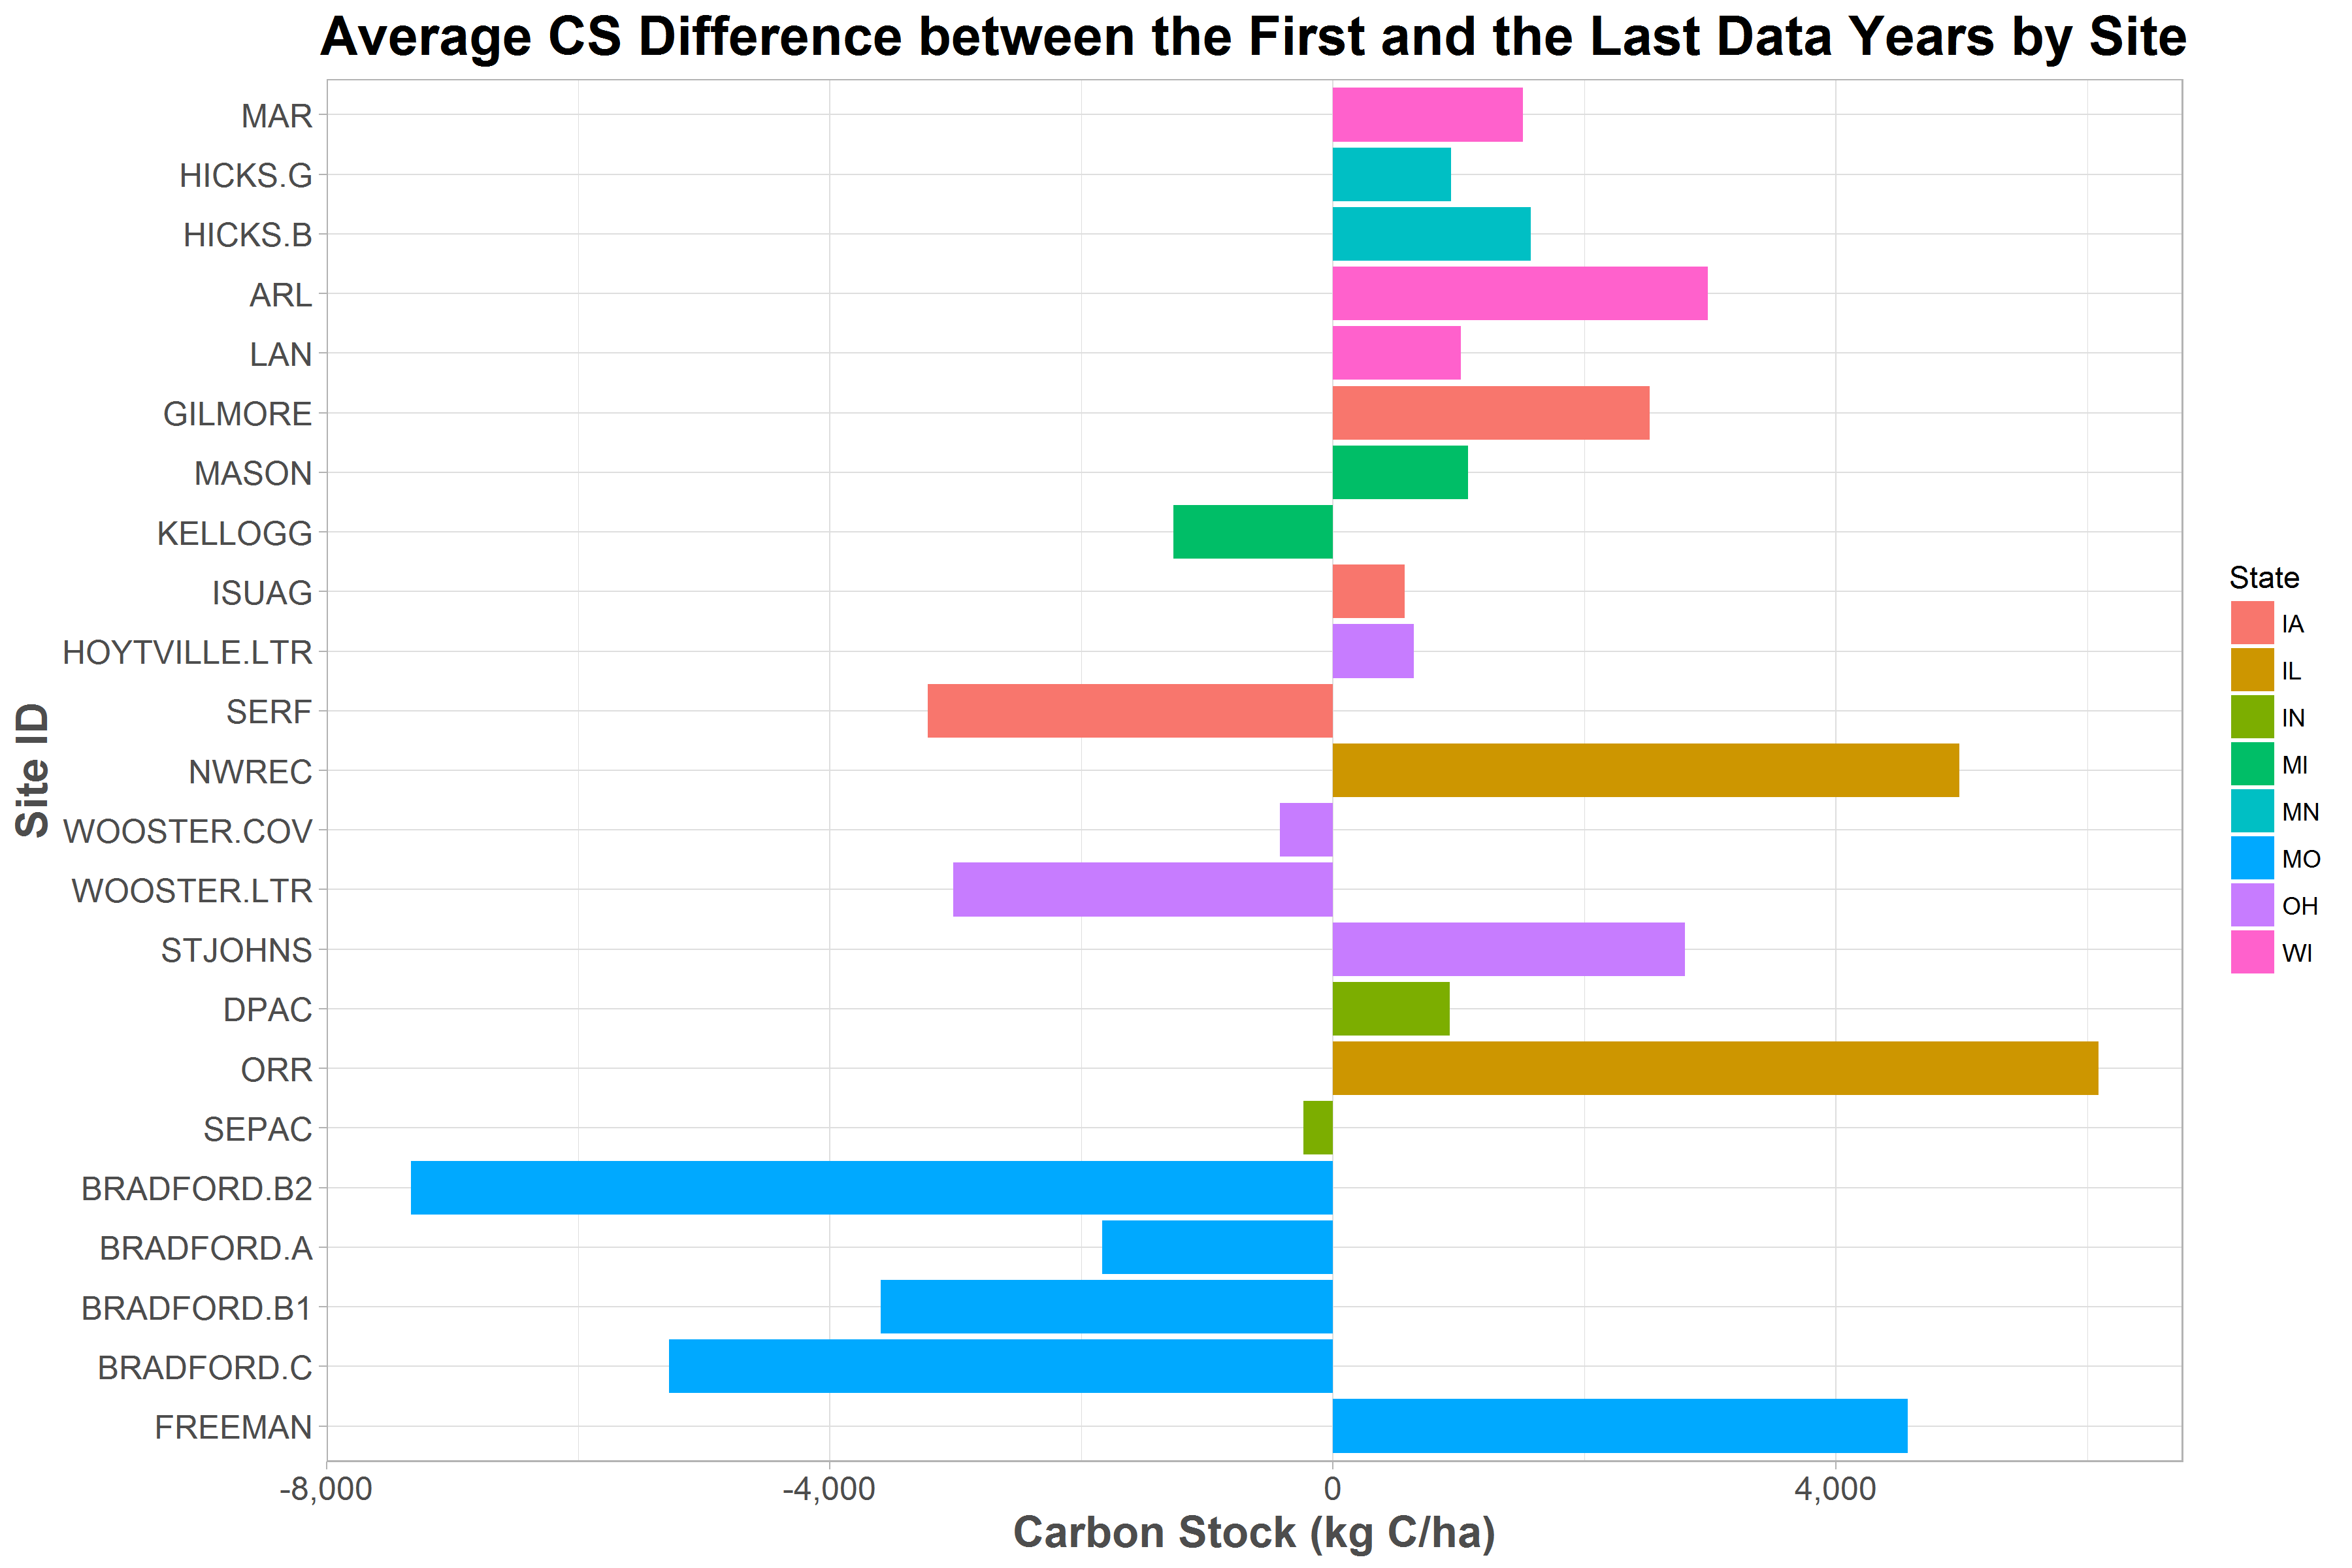 Average CS Difference between the First and the Last Data Years by Site
MAR
HICKS.G
HICKS.B
ARL
LAN
GILMORE
MASON
KELLOGG
ISUAG
HOYTVILLE.LTR
SERF
NWREC
WOOSTER.COV
WOOSTER.LTR
STJOHNS
DPAC
ORR
SEPAC
BRADFORD.B2
BRADFORD.A
BRADFORD.B1
BRADFORD.C
FREEMAN
Site ID
-8,000 -4,000 0 4,000
Carbon Stock (kg C/ha)
State
IA
IL
IN
MI
MN
MO
OH
WI